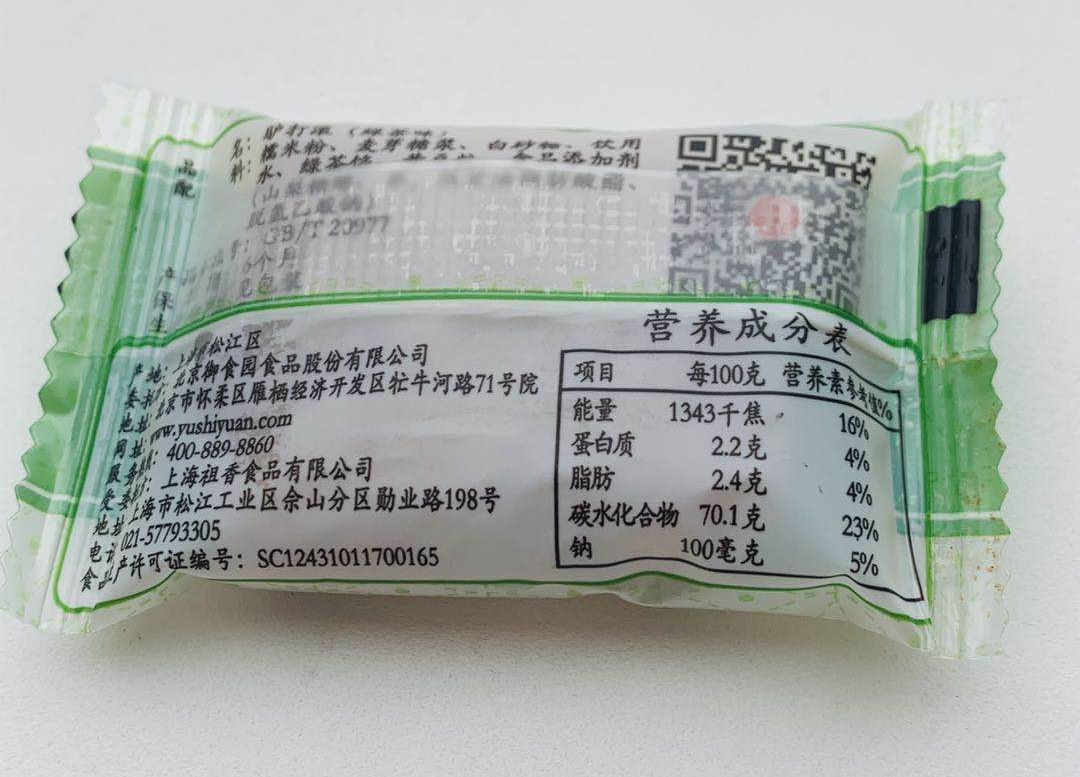 品名：驴打滚（绿茶味）
配料：糯米粉、麦芽糖浆、白砂糖、饮用
水、绿茶 食品添加剂
（山梨糖醇
脱氢乙酸钠）
GB/T 20977
个月
产地：上海市松江区
委托 北京御食园食品股份有限公司
地址：北京市怀柔区雁栖经济开发区牤牛河路71号院
网址：www.yushiyuan.com
服务 400-889-8860
受委 ：上海祖香食品有限公司
地址：上海市松江工业区佘山分区勋业路198号
电话 021-57793305
食品生产许可证编号：SC12431011700165
营养成分表
项目 每100克 营养素参考值%
能量 1343千焦 16%
蛋白质 2.2克 4%
脂肪 2.4克 4%
碳水化合物 70.1克 23%
钠 100毫克 5%